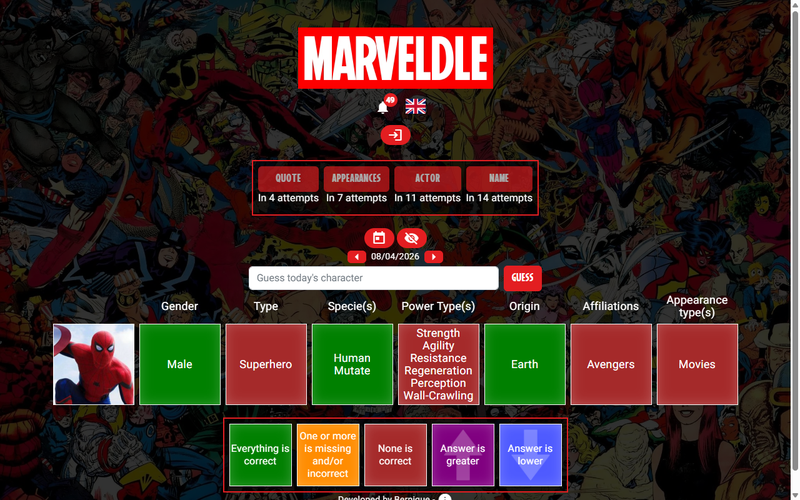 MARVELDLE
49
QUOTE APPEARANCES ACTOR NAME
In 4 attempts In 7 attempts In 11 attempts In 14 attempts
08/04/2026
Guess today's character GUESS
Gender Type Specie(s) Power Type(s) Origin Affiliations Appearance
type(s)
Male
Superhero
Human
Mutate
Strength
Agility
Resistance
Regeneration
Perception
Wall-Crawling
Earth
Avengers
Movies
Everything is
correct
One or more
is missing
and/or
incorrect
None is
correct
Answer is
greater
Answer is
lower
Developed by Bernique -